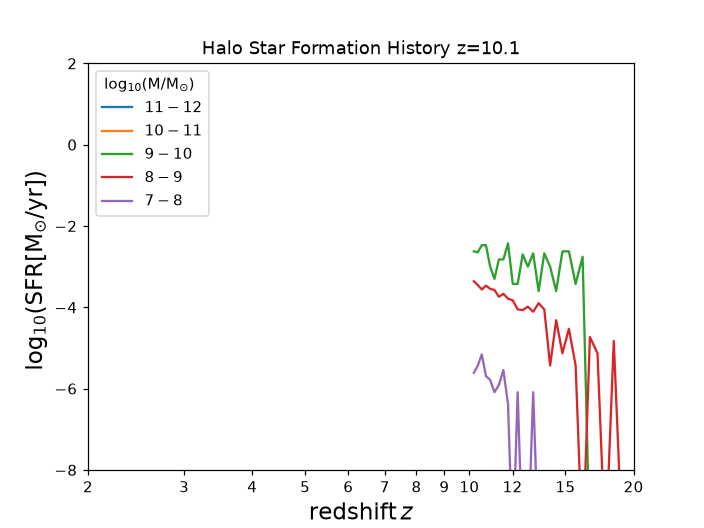 Halo Star Formation History z=10.1
log₁₀(SFR[M⊙/yr])
2
0
−2
−4
−6
−8
log₁₀(M/M⊙)
11 − 12
10 − 11
9 − 10
8 − 9
7 − 8
2 3 4 5 6 7 8 9 10 12 15 20
redshift z